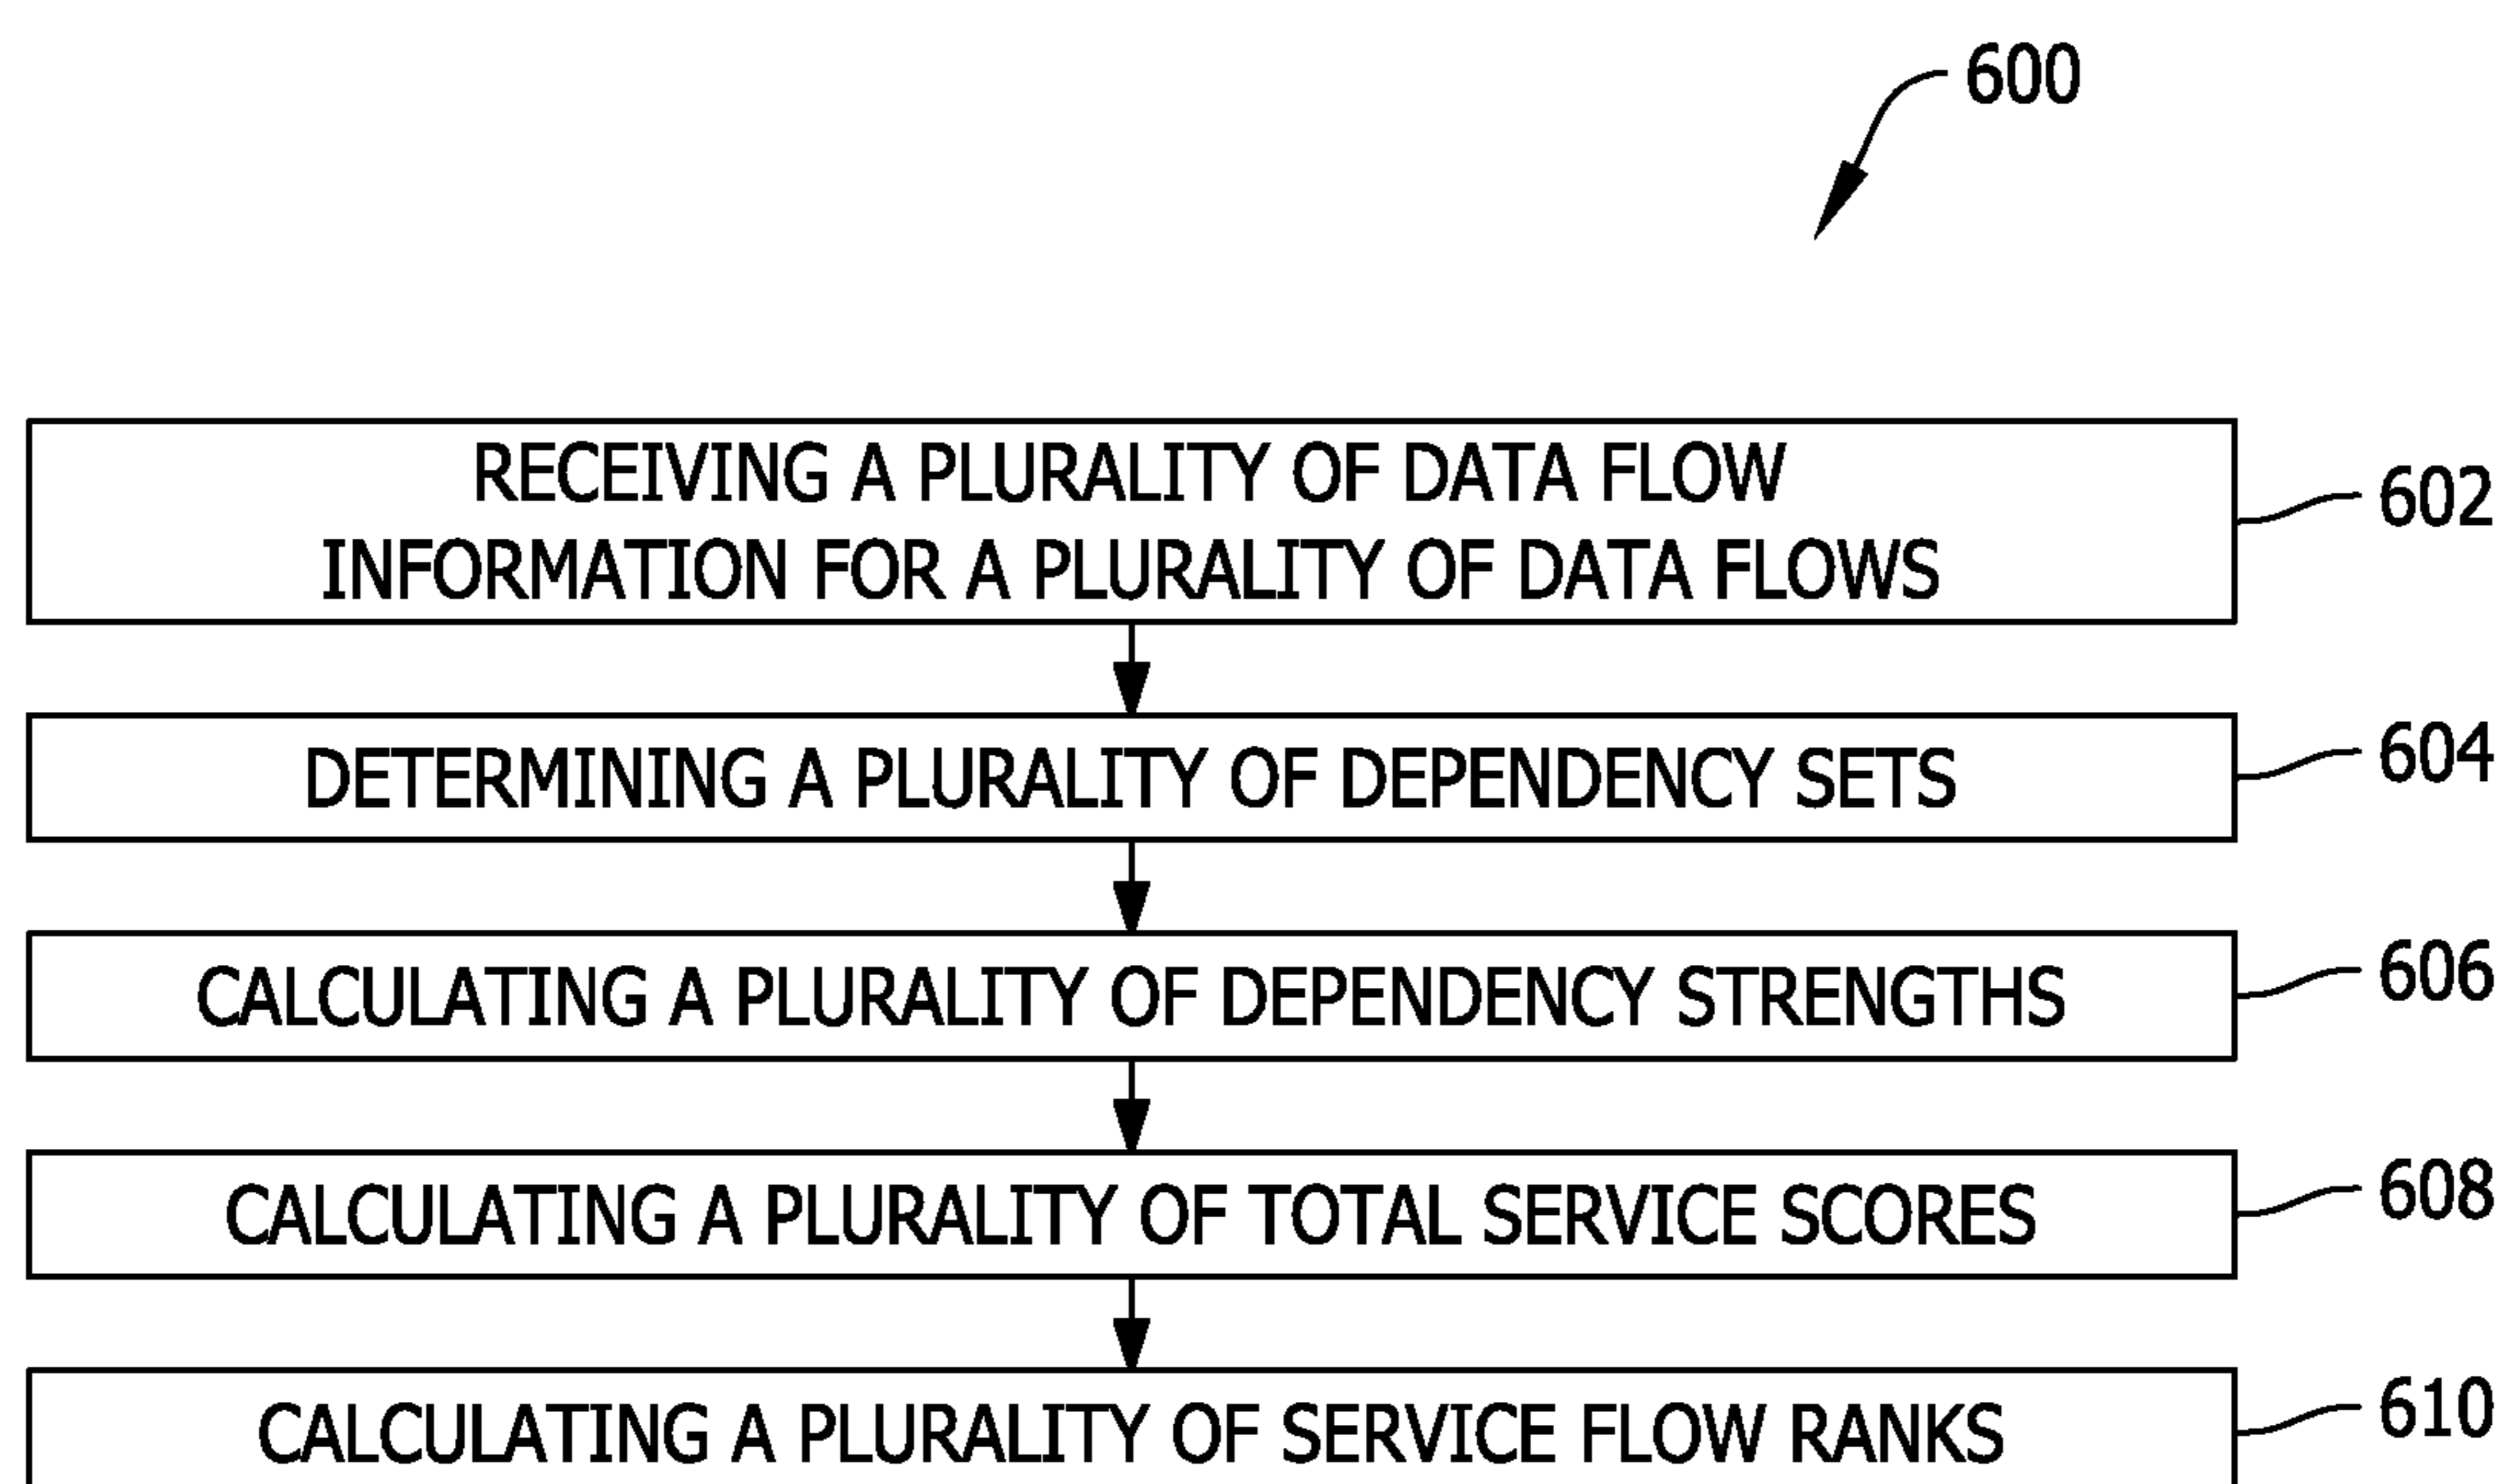 600
RECEIVING A PLURALITY OF DATA FLOW
INFORMATION FOR A PLURALITY OF DATA FLOWS
602
DETERMINING A PLURALITY OF DEPENDENCY SETS
604
CALCULATING A PLURALITY OF DEPENDENCY STRENGTHS
606
CALCULATING A PLURALITY OF TOTAL SERVICE SCORES
608
CALCULATING A PLURALITY OF SERVICE FLOW RANKS
610